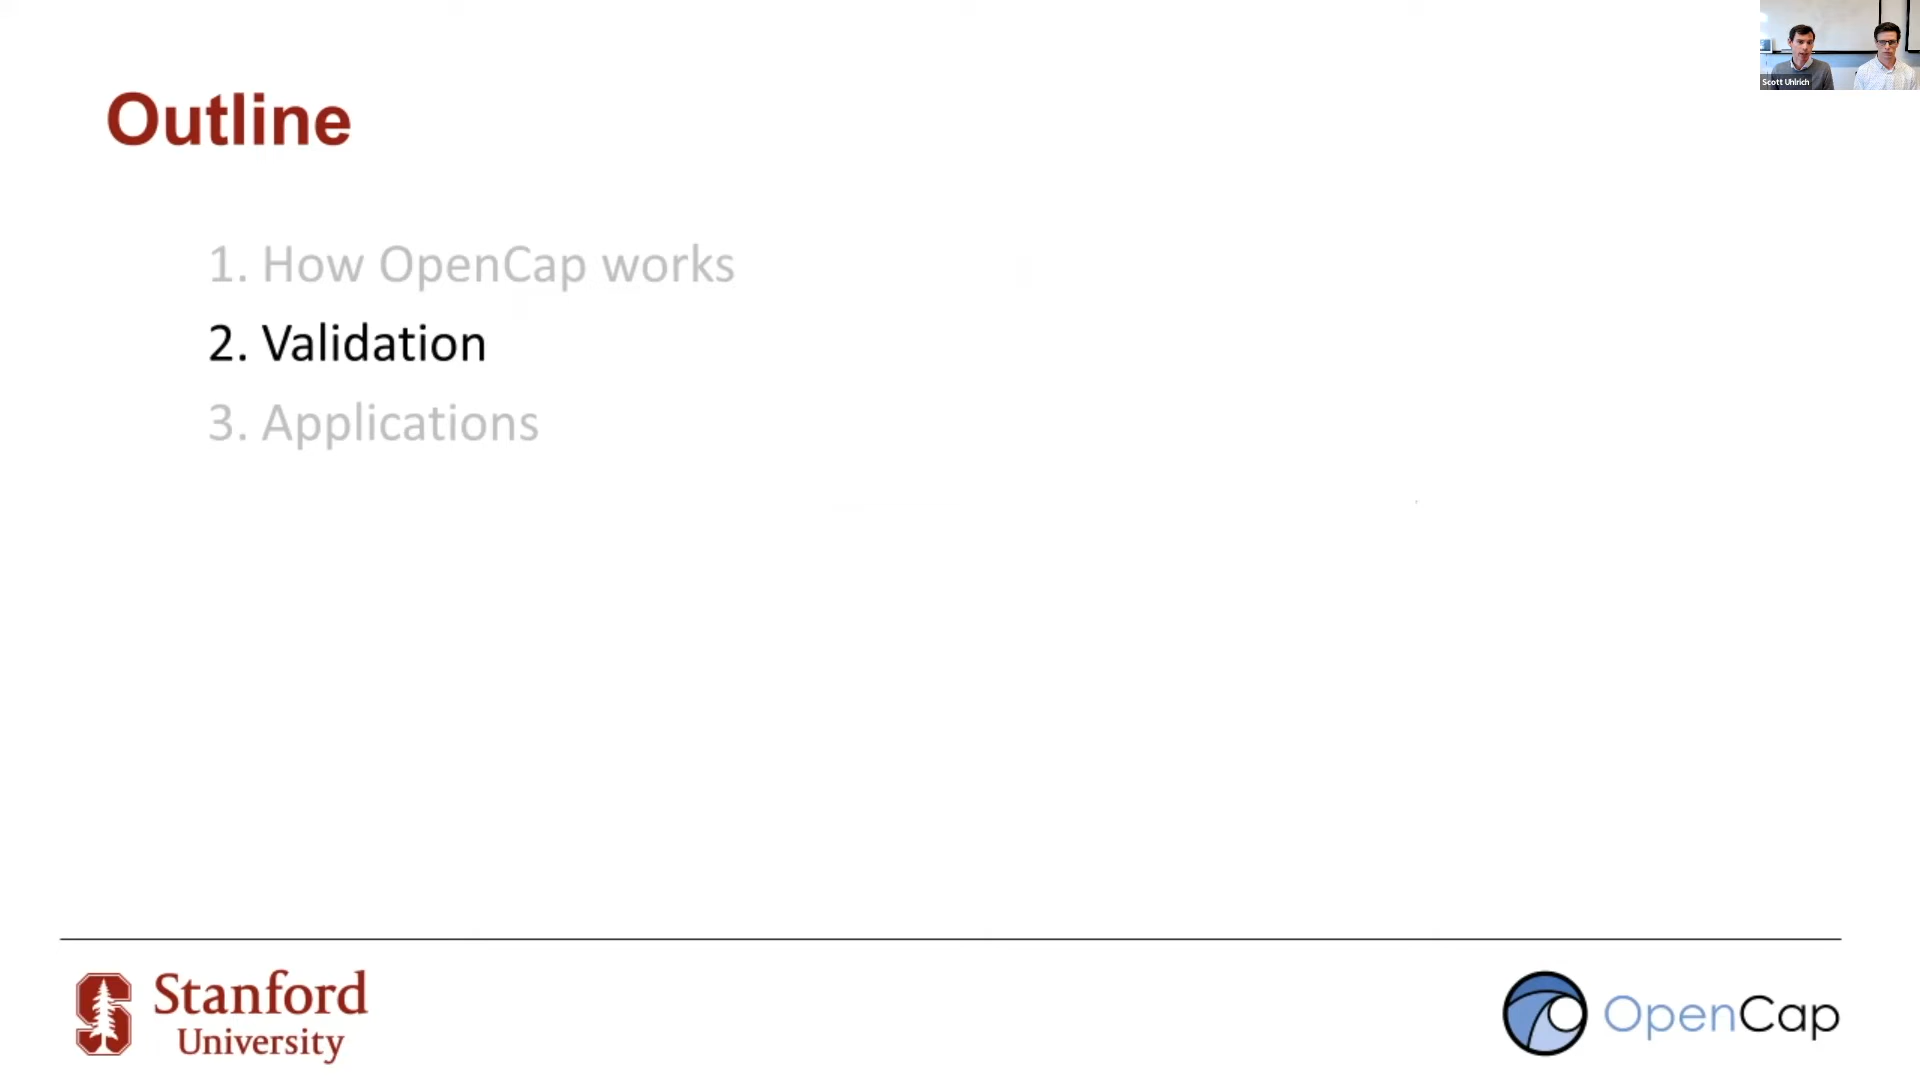 Scott Uhlrich
Outline
1. How OpenCap works
2. Validation
3. Applications
Stanford
University
OpenCap